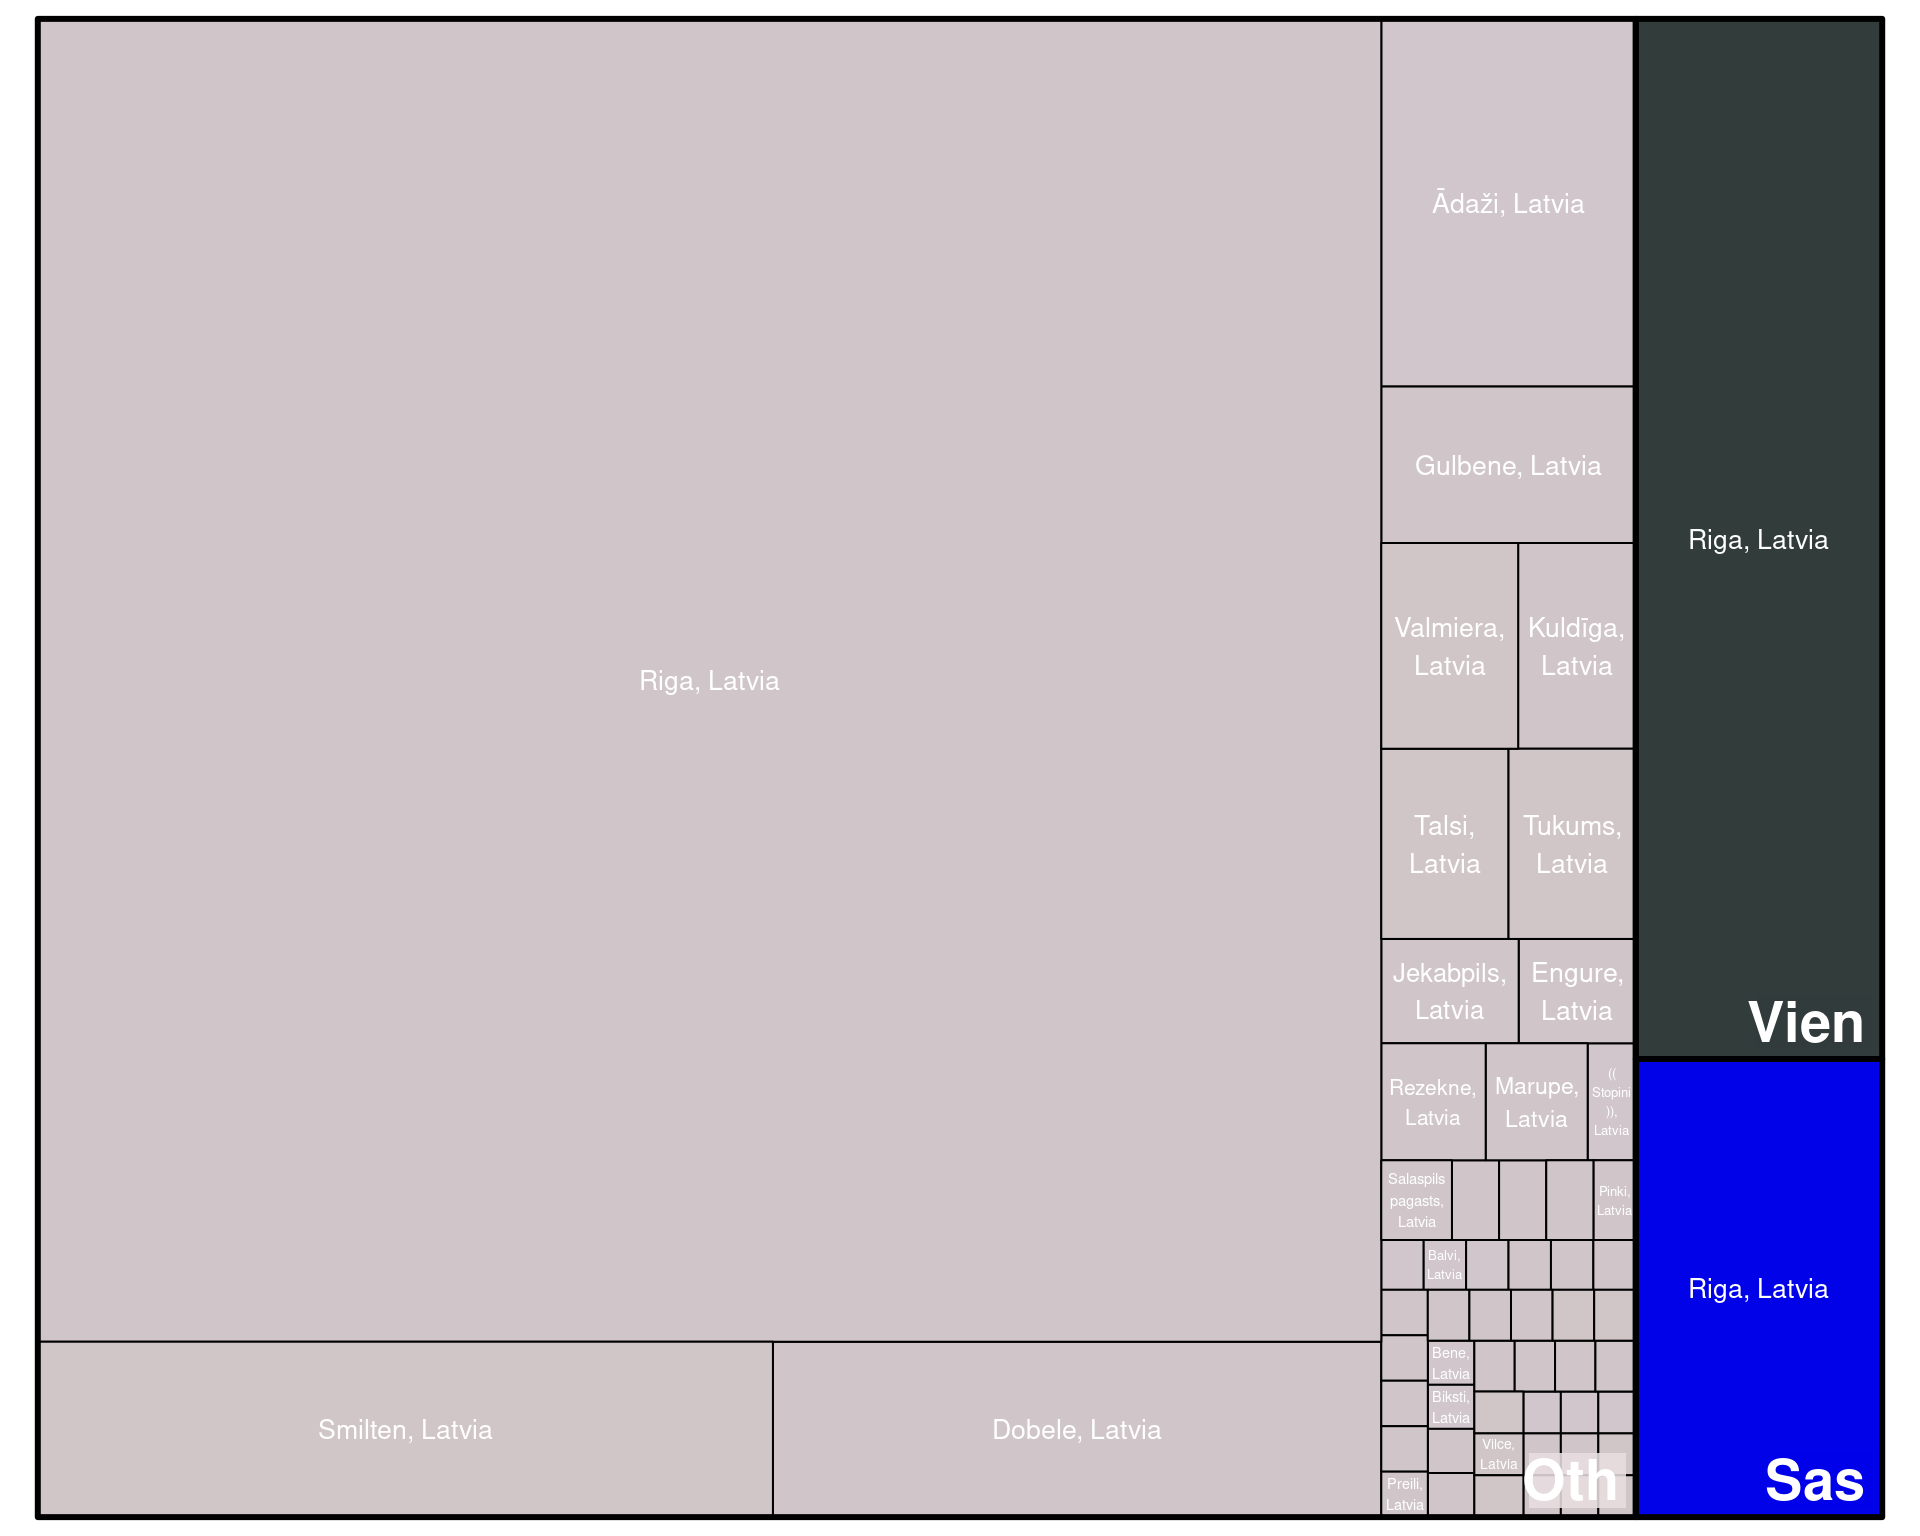 Riga, Latvia
Smilten, Latvia
Dobele, Latvia
Ādaži, Latvia
Gulbene, Latvia
Valmiera,
Latvia
Kuldīga,
Latvia
Talsi,
Latvia
Tukums,
Latvia
Jekabpils,
Latvia
Engure,
Latvia
Rezekne,
Latvia
Marupe,
Latvia
((
Stopini
)),
Latvia
Salaspils
pagasts,
Latvia
Pinki,
Latvia
Balvi,
Latvia
Bene,
Latvia
Biksti,
Latvia
Vilce,
Latvia
Preili,
Latvia
Oth
Riga, Latvia
Vien
Riga, Latvia
Sas